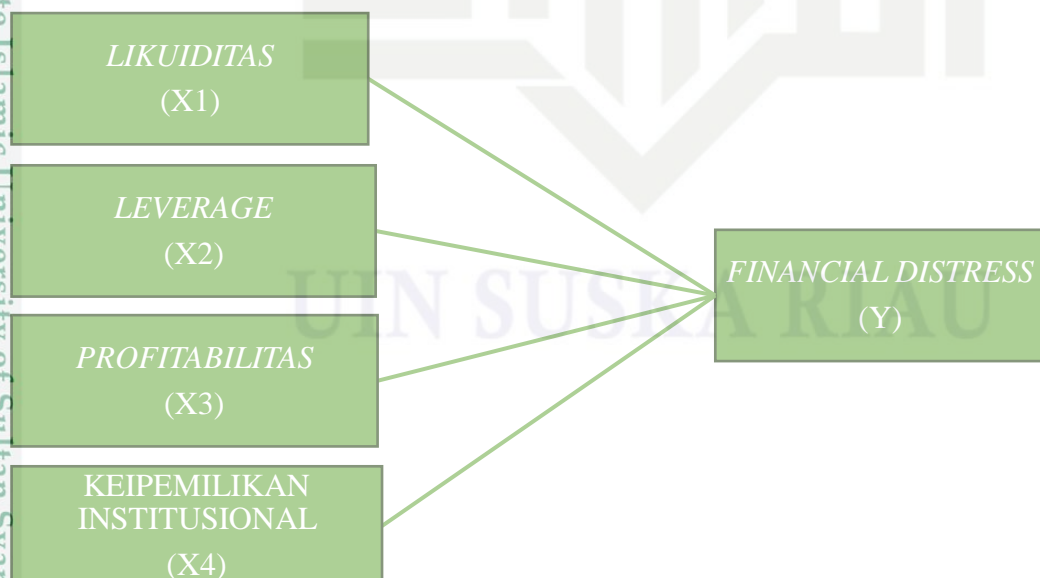 LIKUIDITAS
(X1)
LEVERAGE
(X2)
PROFITABILITAS
(X3)
KEIPEMILIKAN
INSTITUSIONAL
(X4)
FINANCIAL DISTRESS
(Y)
UIN SUSKA RIAU